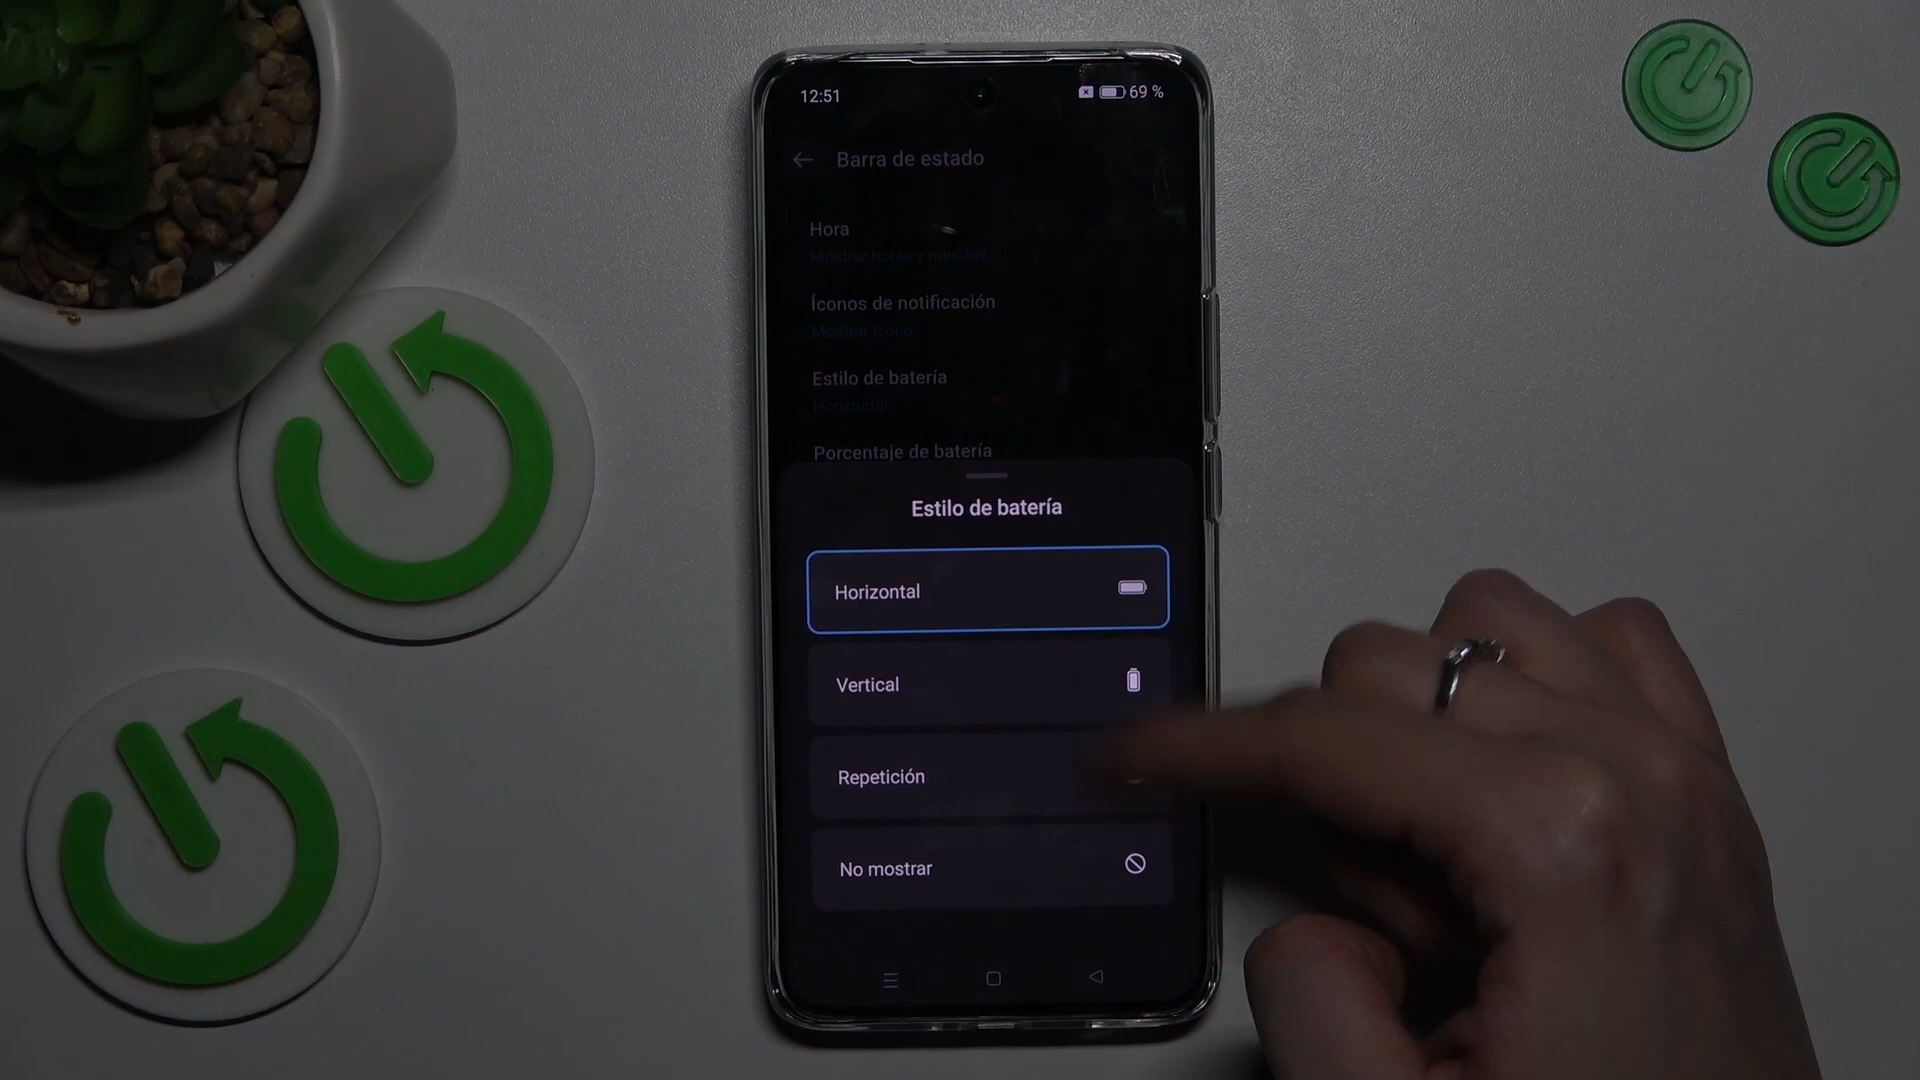 12:51
69 %
Barra de estado
Hora
Mostrar horas y minutos
Íconos de notificación
Mostrar ícono
Estilo de batería
Horizontal
Porcentaje de batería
Estilo de batería
Horizontal
Vertical
Repetición
No mostrar